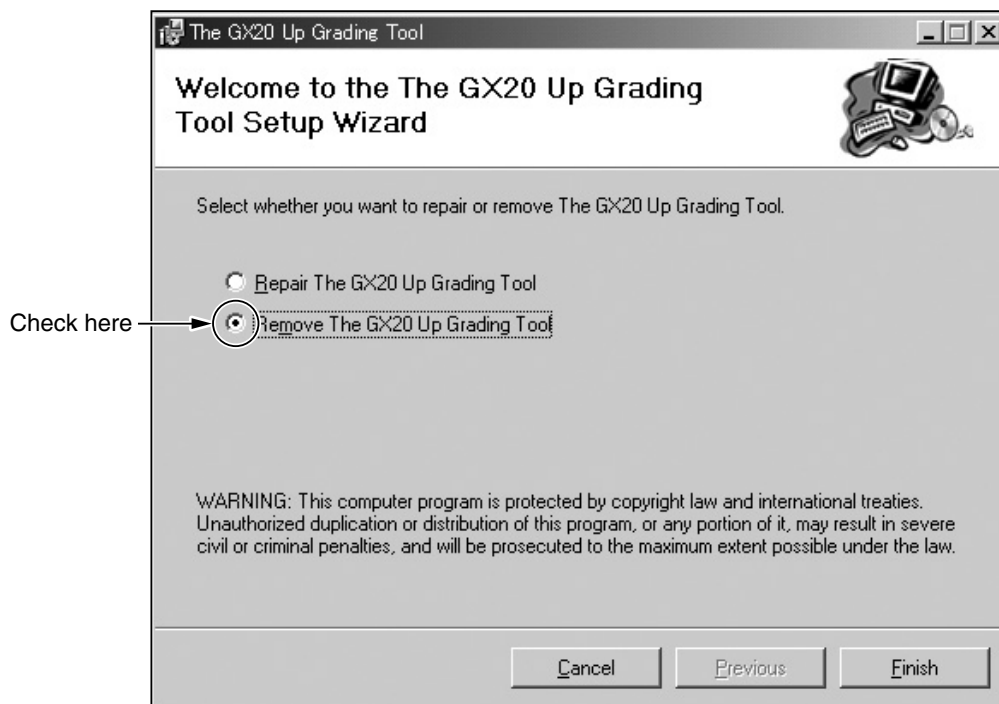 The GX20 Up Grading Tool
Welcome to the The GX20 Up Grading
Tool Setup Wizard
Select whether you want to repair or remove The GX20 Up Grading Tool.
Repair The GX20 Up Grading Tool
Check here
Remove The GX20 Up Grading Tool
WARNING: This computer program is protected by copyright law and international treaties.
Unauthorized duplication or distribution of this program, or any portion of it, may result in severe
civil or criminal penalties, and will be prosecuted to the maximum extent possible under the law.
Cancel
Previous
Finish